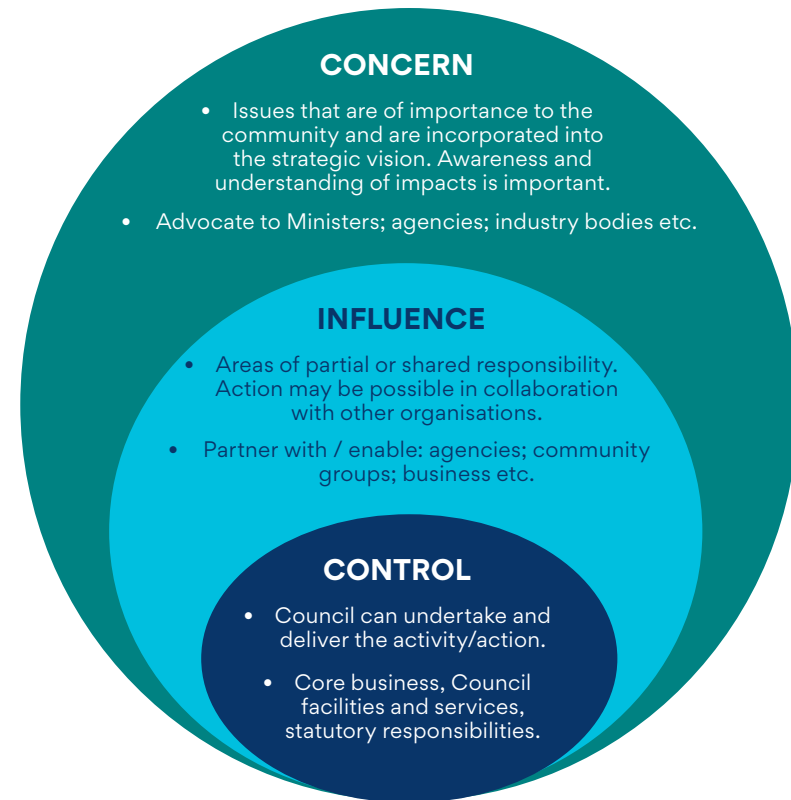 CONCERN
• Issues that are of importance to the
community and are incorporated into
the strategic vision. Awareness and
understanding of impacts is important.
• Advocate to Ministers; agencies; industry bodies etc.
INFLUENCE
• Areas of partial or shared responsibility.
Action may be possible in collaboration
with other organisations.
• Partner with / enable: agencies; community
groups; business etc.
CONTROL
• Council can undertake and
deliver the activity/action.
• Core business, Council
facilities and services,
statutory responsibilities.